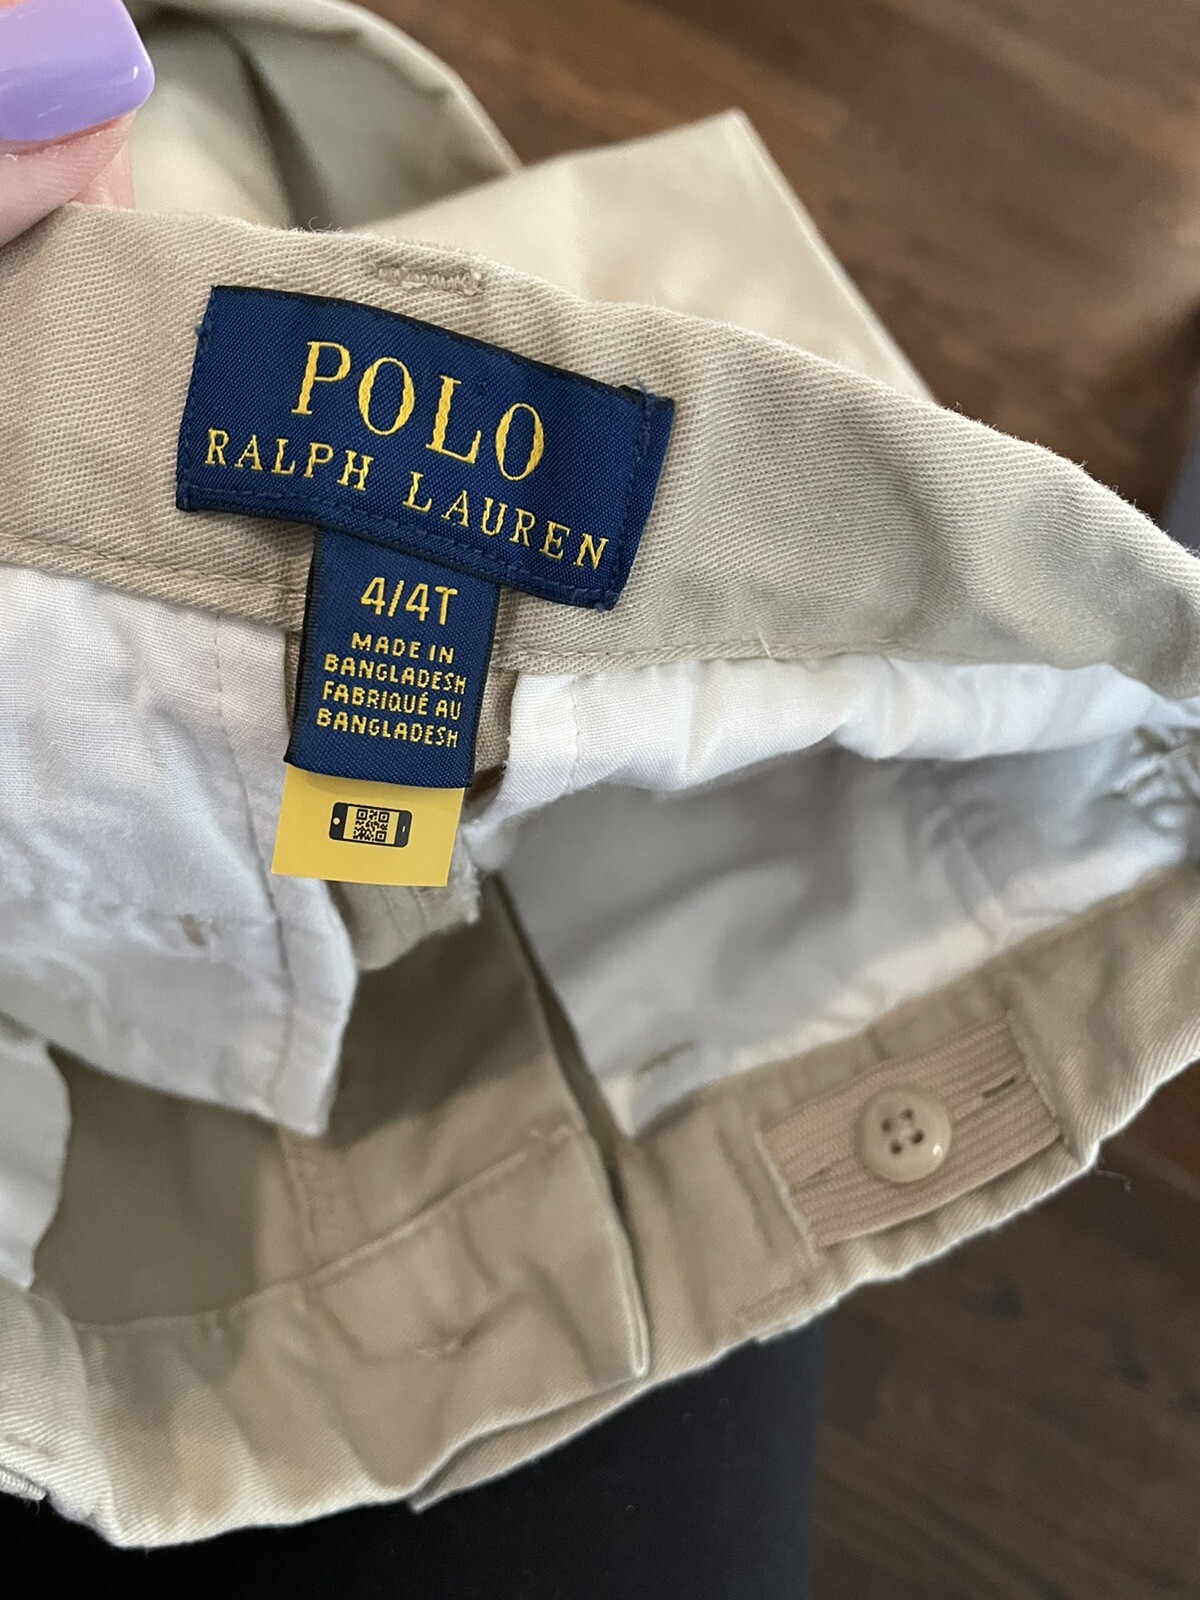 POLO
RALPH LAUREN
4/4T
MADE IN
BANGLADESH
FABRIQUÉ AU
BANGLADESH